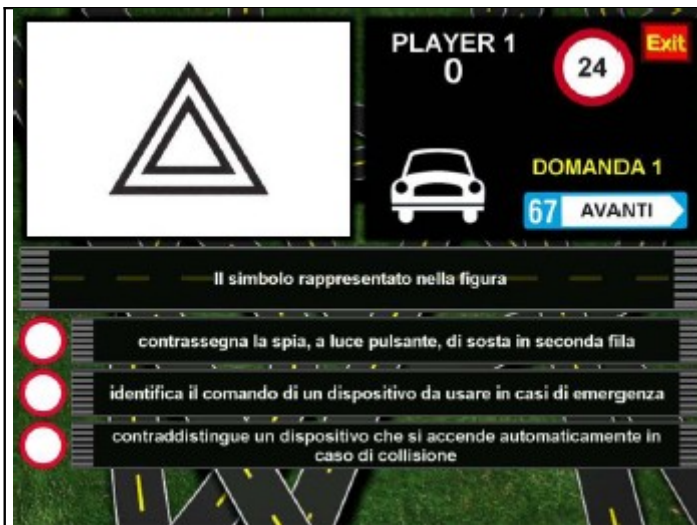 PLAYER 1
0
24
Exit
DOMANDA 1
67 AVANTI
Il simbolo rappresentato nella figura
contrassegna la spia, a luce pulsante, di sosta in seconda fila
identifica il comando di un dispositivo da usare in casi di emergenza
contraddistingue un dispositivo che si accende automaticamente in
caso di collisione